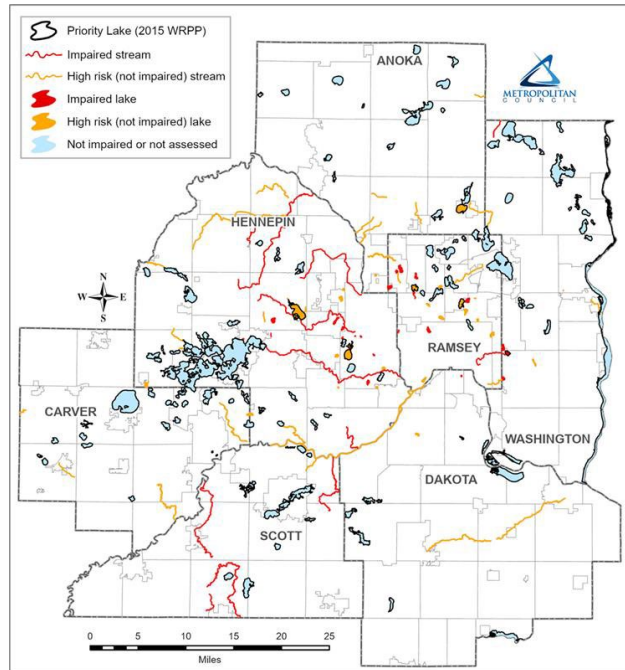 Priority Lake (2015 WRPP)
Impaired stream
High risk (not impaired) stream
Impaired lake
High risk (not impaired) lake
Not impaired or not assessed
ANOKA
METROPOLITAN
COUNCIL
HENNEPIN
N
W E
S
RAMSEY
CARVER
WASHINGTON
DAKOTA
SCOTT
0 5 10 15 20 25
Miles